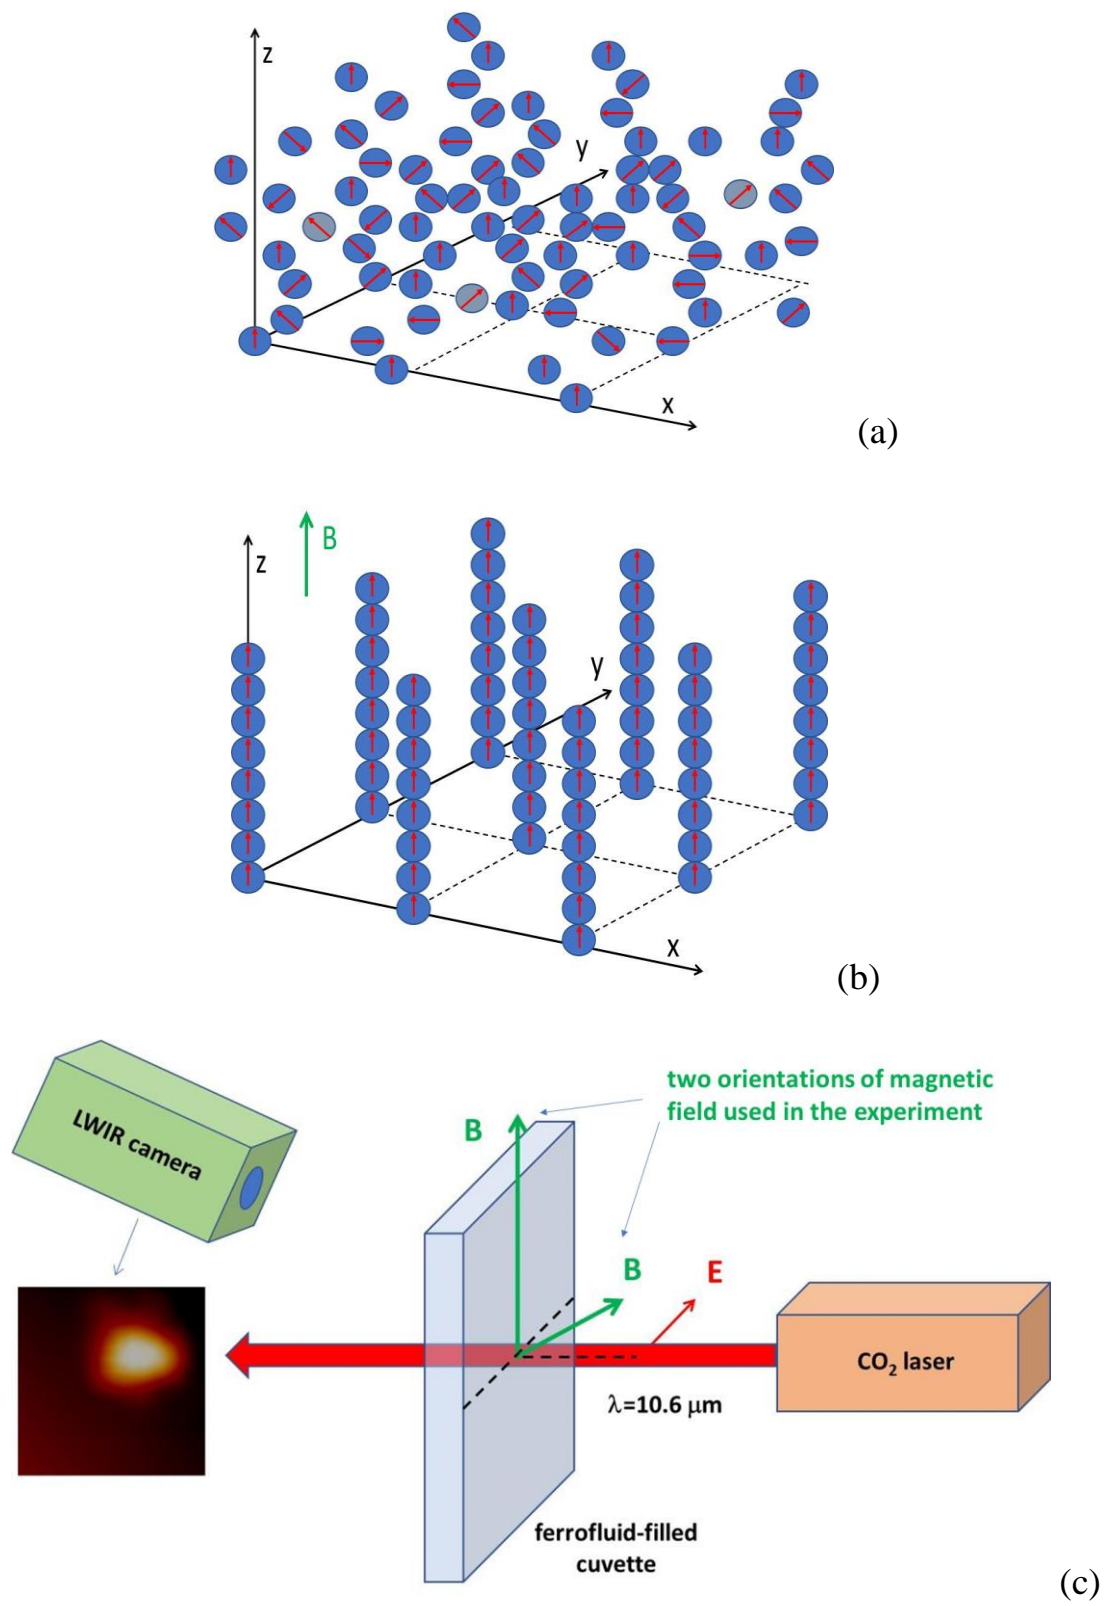 z
y
x
(a)
B
z
y
x
(b)
two orientations of magnetic
field used in the experiment
LWIR camera
B
B
E
CO₂ laser
λ=10.6 μm
ferrofluid-filled
cuvette
(c)